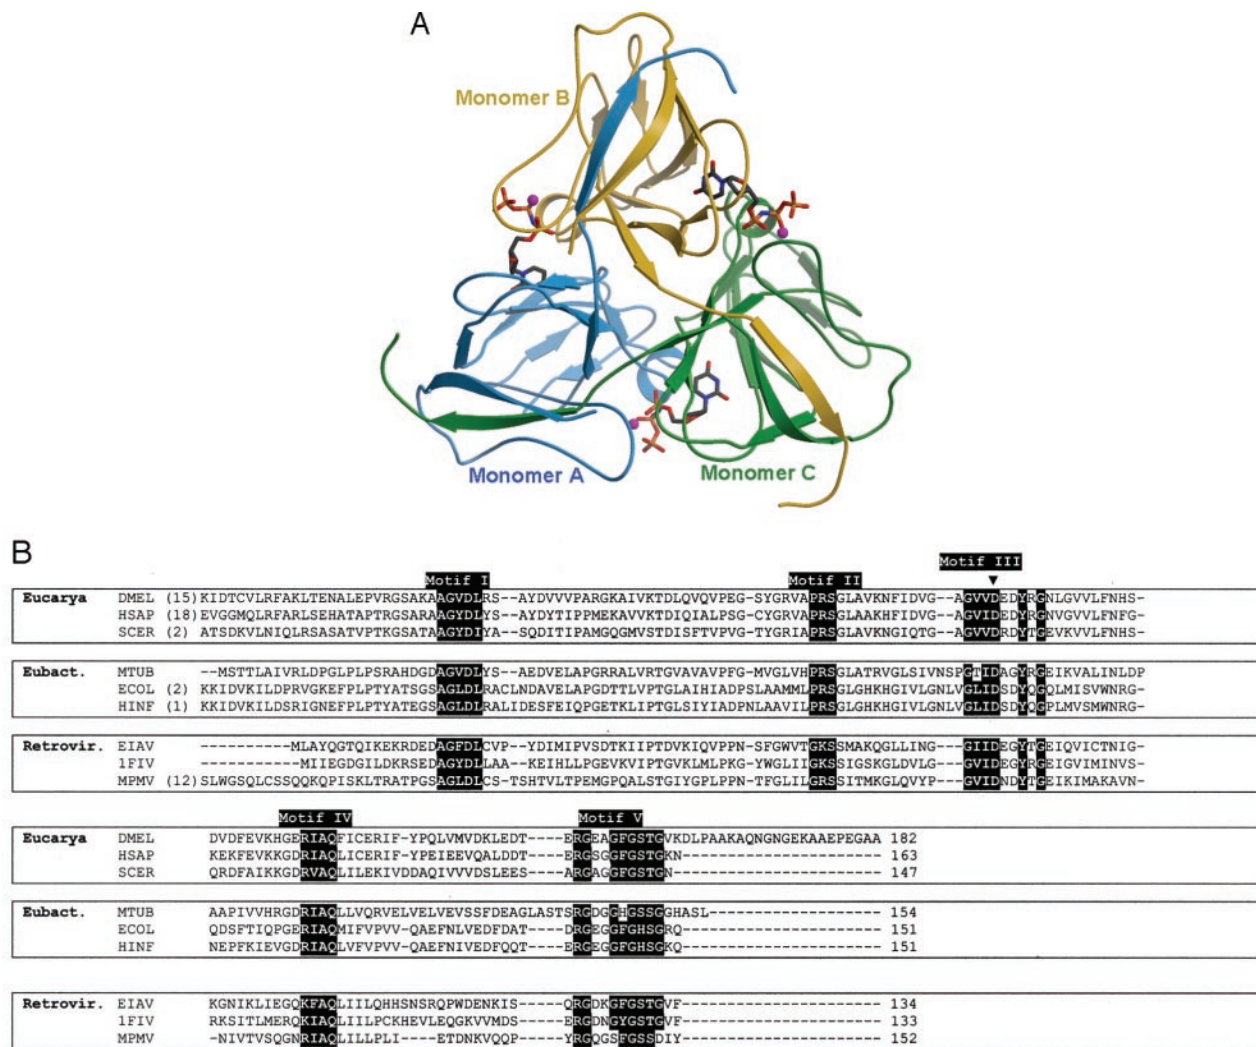 A
Monomer B
Monomer A
Monomer C
B
Motif I Motif II Motif III
Eucarya DMEL (15) KIDTCVLRFAKLTENALEPVRGSAKAAGVDLRS--AYDVVVPARGKAIVKTDLQVQVPEG-SYGRVAPRSGLAVKNFIDVG--AGVVDEDYRGNLGVVLFNHS-
HSAP (18) EVGGMQLRFARLSEHATAPTRGSARAAGYDLYS--AYDYTIPPMEKAVVKTDIQIALPSG-CYGRVAPRSGLAAKHFIDVG--AGVIDEDYRGNVGVVLFNFG-
SCER (2) ATSDKVLNIQLRSASATVPTKGSATAAGYDIYA--SQDITIPAMGQGMVSTDISFTVPVG-TYGRIAPRSGLAVKNGIQTG--AGVVDRDYTGEVKVVLFNHS-
Eubact. MTUB --MSTTLAIVRLDPGLPLPSRAHDGDAGVDLYS--AEDVELAPGRRALVRTGVAVAVPFG-MVGLVHPRSGLATRVGLSIVNSPGTIDAGYRGEIKVALINLDP
ECOL (2) KKIDVKILDPRVGKEFPLPTYATSGSAGLDLRACLNDAVELAPGDTTLVPTGLAIHIADPSLAAMMLPRSGLGHKHGIVLGNLVGLIDSDYQGQLMISVWNRG-
HINF (1) KKIDVKILDSRIGNEFPLPTYATEGSAGLDLRALIDESFEIQPGETKLIPTGLSIYIADPNLAAVILPRSGLGHKHGIVLGNLVGLIDSDYQGPLMVSMWNRG-
Retrovir. EIAV ----------MLAYQGTQIKEKRDEDAGFDLCVP--YDIMIPVSDTKIIPTDVKIQVPPN-SFGWVTGKSSMAKQGLLING--GIIDEGYTGEIQVICTNIG-
1FIV ----------MIIEGDGILDKRSEDAGYDLLAA--KEIHLLPGEVKVIPTGVKLMLPKG-YWGLIIGKSSIGSKGLDVLG--GVIDEGYRGEIGVIMINVS-
MPMV (12) SLWGSQLCSSQQKQPISKLTRATPGSAGLDLCS-TSHTVLTPEMGPQALSTGIYGPLPPN-TFGLILGRSSITMKGLQVYP---GVIDNDYTGEIKIMAKAVN-
Motif IV Motif V
Eucarya DMEL DVDFEVKHGERIAQFICERIF-YPQLVMVDKLEDT----ERGEAGFGSTGVKDLPAAKAQNGNGEKAAEPEGAA 182
HSAP KEKFEVKKGDRVAQLICERIF-YPEIEEVQALDDT----ERGSGGFGSTGKN---------------------- 163
SCER QRDFAIKKGDRVAQLILEKIVDDAQIVVVDSLEES----ARGAGGFGSTGN----------------------- 147
Eubact. MTUB AAPIVVHRGDRIAQLLVQRVELVELVEVSSFDEAGLASTSRGDGGHGSSGGHASL------------------- 154
ECOL QDSFTIQPGERIAQMIFVPVV-QAEFNLVEDFDAT----DRGEGGFGHSGRQ---------------------- 151
HINF NEPFKIEVGDRIAQLVFVPVV-QAEFNIVEDFQQT----ERGEGGFGHSGKQ---------------------- 151
Retrovir. EIAV KGNIKLIEGQKFAQLIILQHHSNSRQPWDENKIS-----QRGDKGFGSTGVF---------------------- 134
1FIV RKSITLMERQKIAQLIILPCKHEVLEQGKVVMDS-----ERGDNGYGSTGVF---------------------- 133
MPMV -NIVTVSQGNRIAQLILLPLI---ETDNKVQQP-----YRGQGSFGSSDIY----------------------- 152